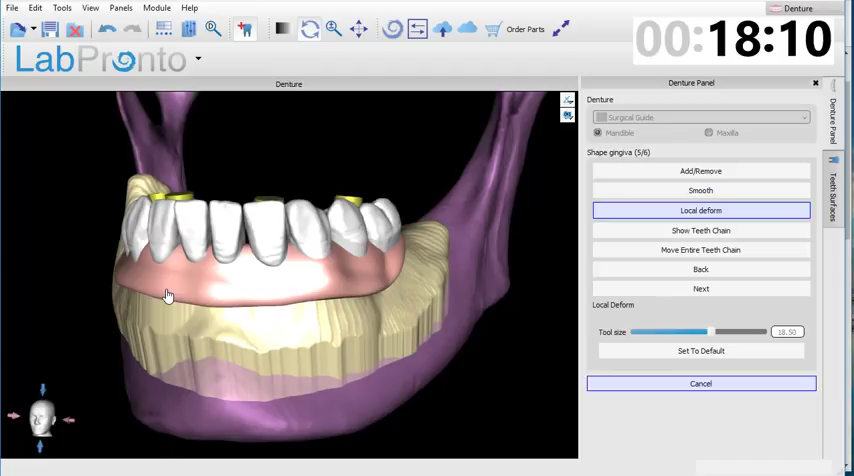 File Edit View Tools Panels Module Help
Denture
Order Parts
00:18:10
LabPronto
Denture
Denture Panel
Denture
Surgical Guide
Mandible Maxilla
Shape gingiva (5/6)
Add/Remove
Smooth
Local deform
Show Teeth Chain
Move Entire Teeth Chain
Back
Next
Local Deform
Tool size 18.50
Set To Default
Cancel
Denture Panel
Teeth Surfaces